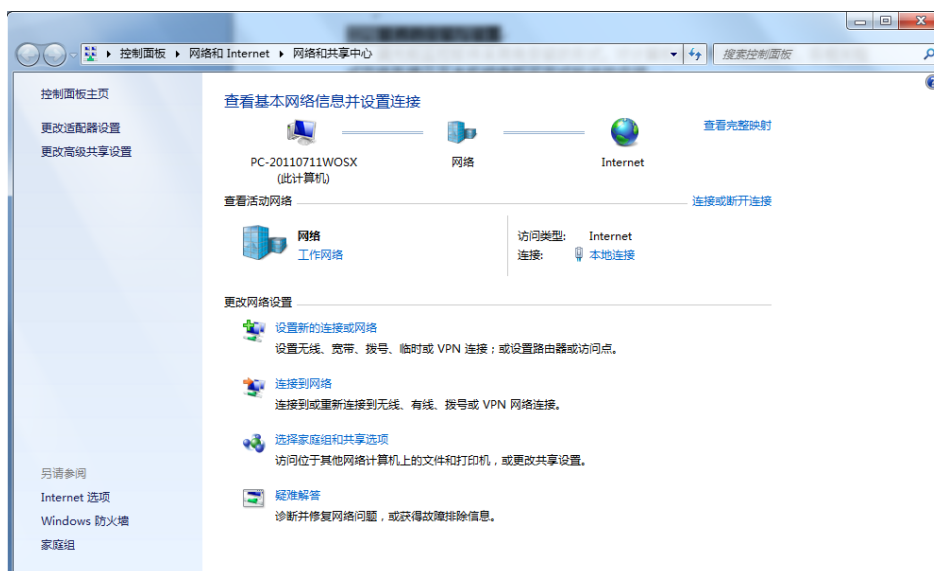 控制面板 ▸ 网络和 Internet ▸ 网络和共享中心
搜索控制面板
控制面板主页
更改适配器设置
更改高级共享设置
查看基本网络信息并设置连接
查看完整映射
PC-20110711WOSX
(此计算机)
网络
Internet
查看活动网络
连接或断开连接
网络
工作网络
访问类型: Internet
连接: 本地连接
更改网络设置
设置新的连接或网络
设置无线、宽带、拨号、临时或 VPN 连接；或设置路由器或访问点。
连接到网络
连接到或重新连接到无线、有线、拨号或 VPN 网络连接。
选择家庭组和共享选项
访问位于其他网络计算机上的文件和打印机，或更改共享设置。
疑难解答
诊断并修复网络问题，或获得故障排除信息。
另请参阅
Internet 选项
Windows 防火墙
家庭组